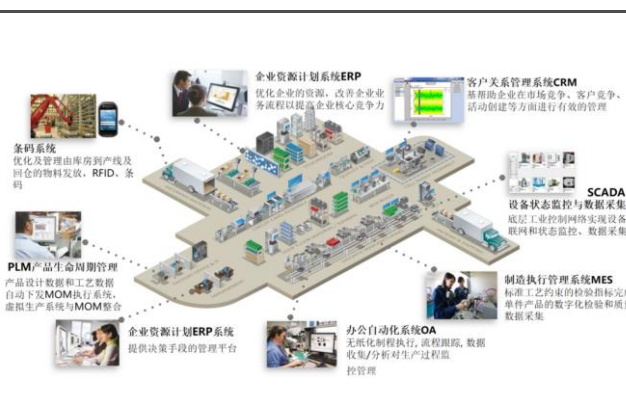 企业资源计划系统ERP
优化企业的资源，改善企业业
务流程以提高企业核心竞争力
客户关系管理系统CRM
基帮助企业在市场竞争、客户竞争、
活动创建等方面进行有效的管理
条码系统
优化及管理由库房到产线及
回仓的物料发放，RFID、条
码
SCADA
设备状态监控与数据采集
底层工业控制网络实现设备
联网和状态监控、数据采集
PLM产品生命周期管理
产品设计数据和工艺数据
自动下发MOM执行系统，
虚拟生产系统与MOM整合
制造执行管理系统MES
标准工艺约束的检验指标完
单件产品的数字化检验和质
数据采集
企业资源计划ERP系统
提供决策手段的管理平台
办公自动化系统OA
无纸化制程执行，流程跟踪，数据
收集/分析对生产过程监
控管理